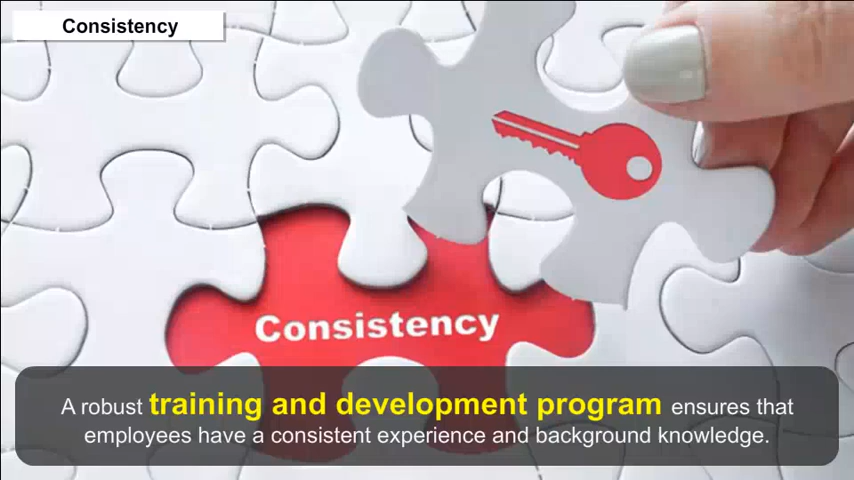 Consistency
Consistency
A robust training and development program ensures that
employees have a consistent experience and background knowledge.